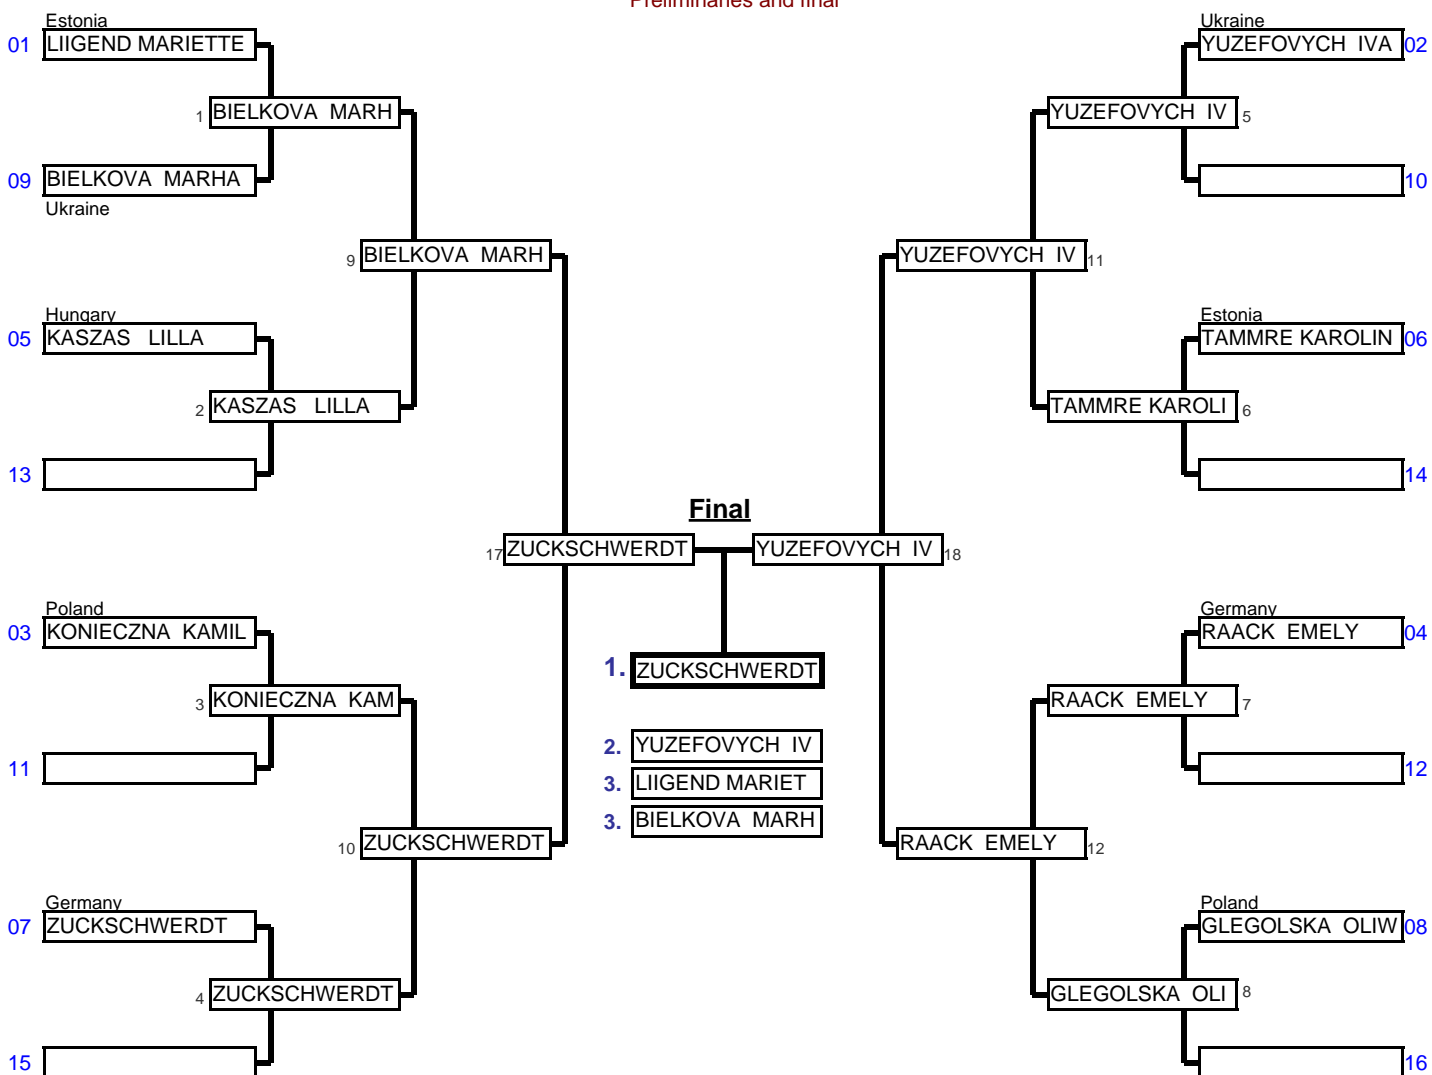 Preliminaries and final
Estonia
01 LIIGEND MARIETTE
1 BIELKOVA MARH
09 BIELKOVA MARHA
Ukraine
9 BIELKOVA MARH
Hungary
05 KASZAS LILLA
2 KASZAS LILLA
13
17 ZUCKSCHWERDT
Poland
03 KONIECZNA KAMIL
3 KONIECZNA KAM
11
10 ZUCKSCHWERDT
Germany
07 ZUCKSCHWERDT
4 ZUCKSCHWERDT
15
Final
1. ZUCKSCHWERDT
2. YUZEFOVYCH IV
3. LIIGEND MARIET
3. BIELKOVA MARH
Ukraine
YUZEFOVYCH IVA 02
YUZEFOVYCH IV 5
10
YUZEFOVYCH IV 11
Estonia
TAMMRE KAROLIN 06
TAMMRE KAROLI 6
14
YUZEFOVYCH IV 18
Germany
RAACK EMELY 04
RAACK EMELY 7
12
RAACK EMELY 12
Poland
GLEGOLSKA OLIW 08
GLEGOLSKA OLI 8
16